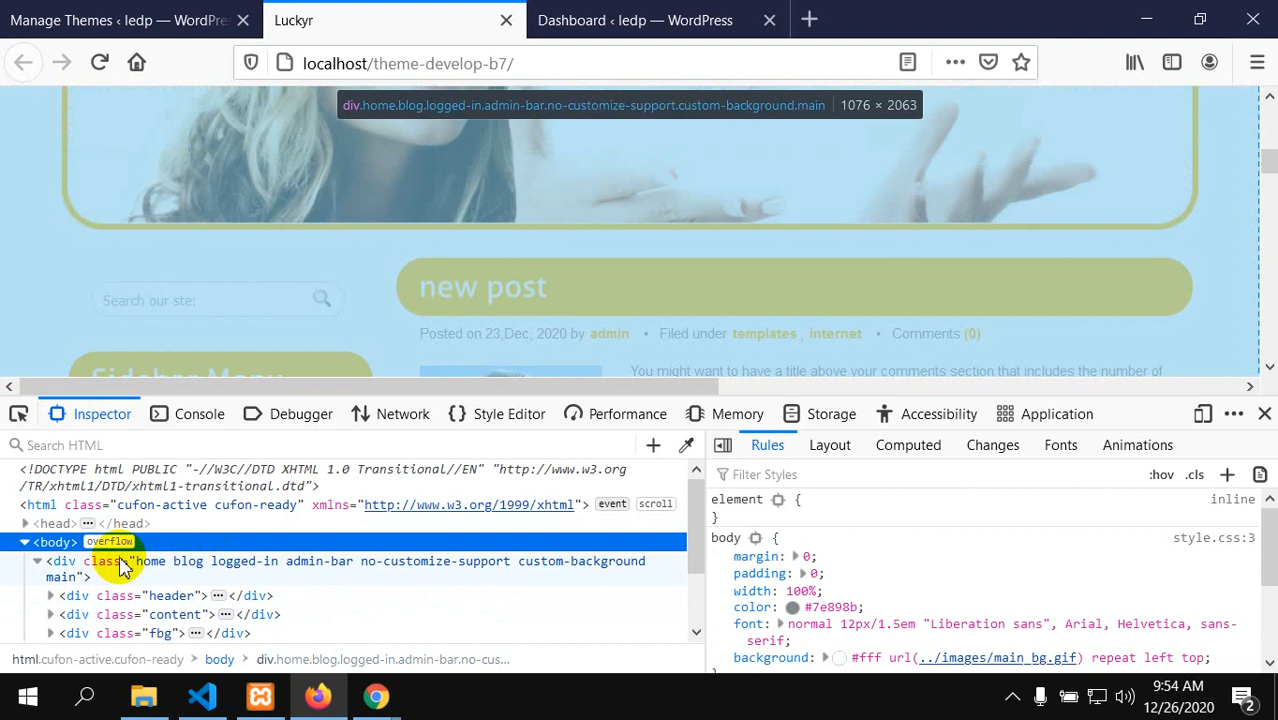 Manage Themes ‹ ledp — WordPres
Luckyr
Dashboard ‹ ledp — WordPress
localhost/theme-develop-b7/
div.home.blog.logged-in.admin-bar.no-customize-support.custom-background.main 1076 × 2063
Search our ste:
new post
Posted on 23,Dec, 2020 by admin • Filed under templates , internet • Comments (0)
Sidebar Menu
You might want to have a title above your comments section that includes the number of
Inspector Console Debugger Network Style Editor Performance Memory Storage Accessibility Application
Search HTML
Rules Layout Computed Changes Fonts Animations
<!DOCTYPE html PUBLIC "-//W3C//DTD XHTML 1.0 Transitional//EN" "http://www.w3.org
/TR/xhtml1/DTD/xhtml1-transitional.dtd">
<html class="cufon-active cufon-ready" xmlns="http://www.w3.org/1999/xhtml"> event scroll
<head> ••• </head>
<body> overflow
<div class="home blog logged-in admin-bar no-customize-support custom-background
main">
<div class="header"> ••• </div>
<div class="content"> ••• </div>
<div class="fbg"> ••• </div>
html.cufon-active.cufon-ready body div.home.blog.logged-in.admin-bar.no-cus...
Filter Styles :hov .cls
element { inline
}
body { style.css:3
margin: 0;
padding: 0;
width: 100%;
color: #7e898b;
font: normal 12px/1.5em "Liberation sans", Arial, Helvetica, sans-
serif;
background: #fff url(../images/main_bg.gif) repeat left top;
9:54 AM
12/26/2020
2